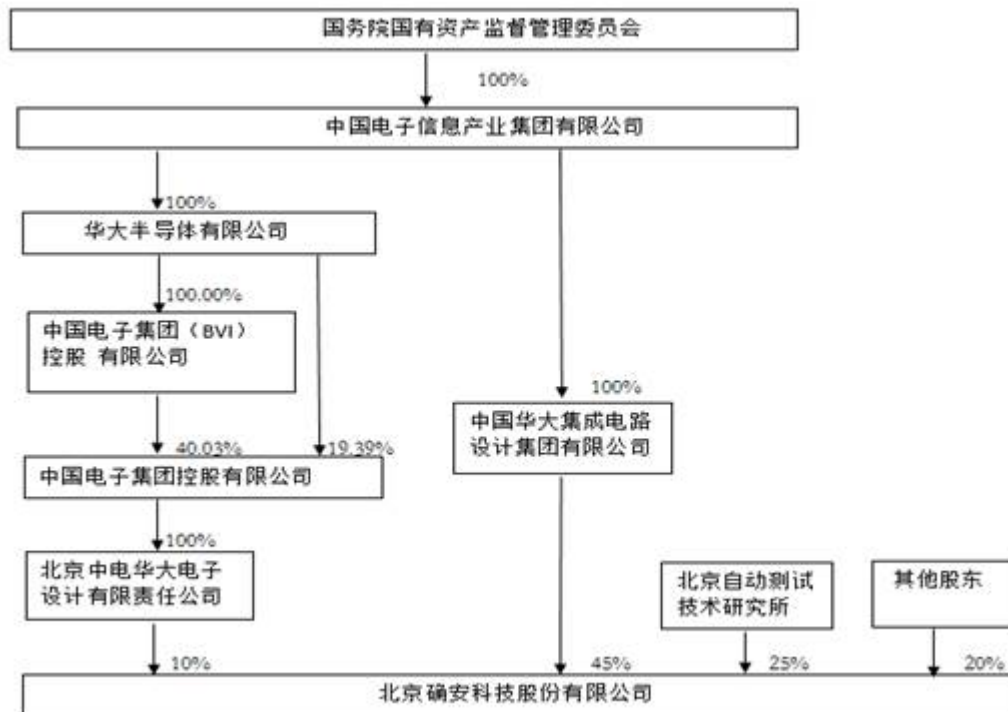 国务院国有资产监督管理委员会
100%
中国电子信息产业集团有限公司
100%
华大半导体有限公司
100.00%
中国电子集团（BVI）
控股 有限公司
100%
中国华大集成电路
设计集团有限公司
40.03%
19.39%
中国电子集团控股有限公司
100%
北京中电华大电子
设计有限责任公司
北京自动测试
技术研究所
其他股东
10%
45%
25%
20%
北京确安科技股份有限公司